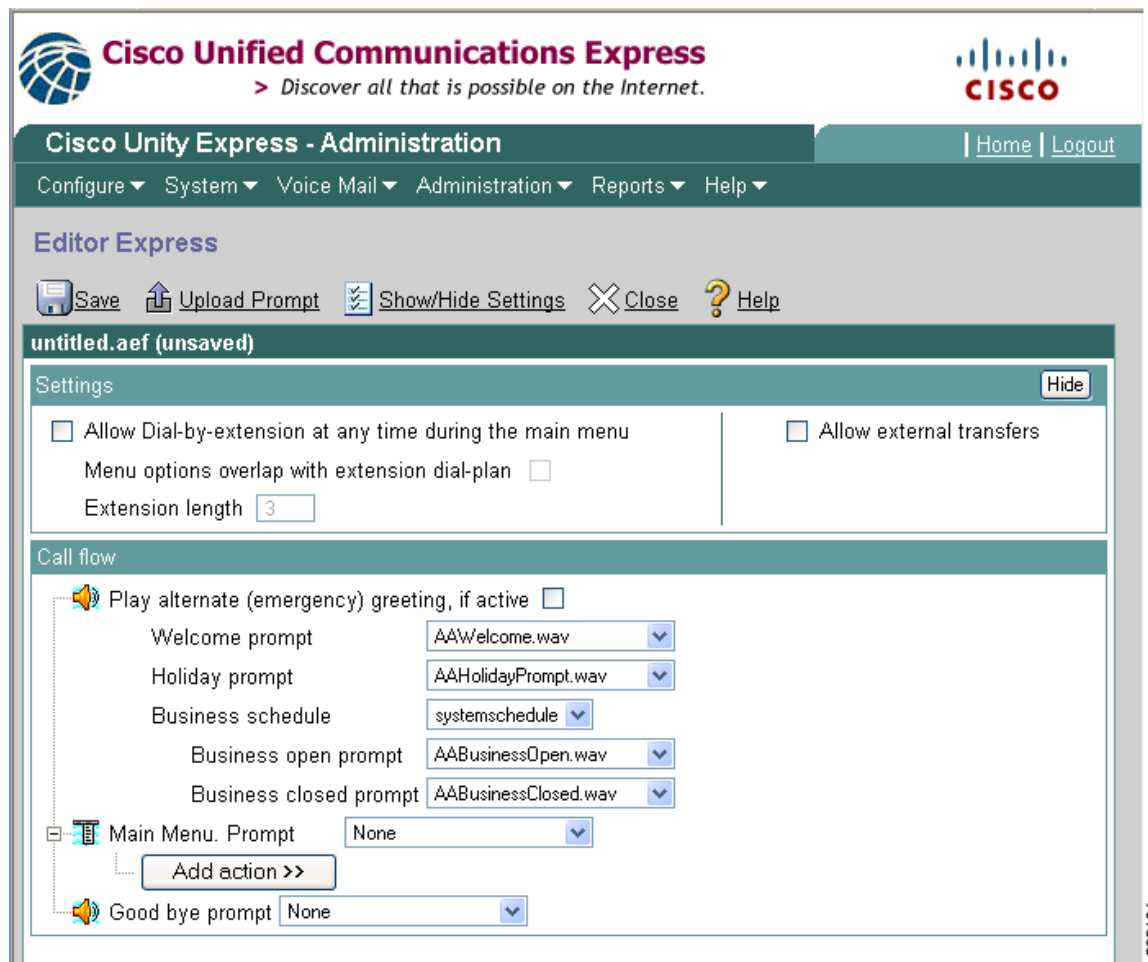 Cisco Unified Communications Express
> Discover all that is possible on the Internet.
CISCO
Cisco Unity Express - Administration
| Home | Logout
Configure System Voice Mail Administration Reports Help
Editor Express
Save Upload Prompt Show/Hide Settings Close Help
untitled.aef (unsaved)
Settings Hide
Allow Dial-by-extension at any time during the main menu
Menu options overlap with extension dial-plan
Extension length 3
Allow external transfers
Call flow
Play alternate (emergency) greeting, if active
Welcome prompt AAWelcome.wav
Holiday prompt AAHolidayPrompt.wav
Business schedule systemschedule
Business open prompt AABusinessOpen.wav
Business closed prompt AABusinessClosed.wav
Main Menu. Prompt None
Add action >>
Good bye prompt None